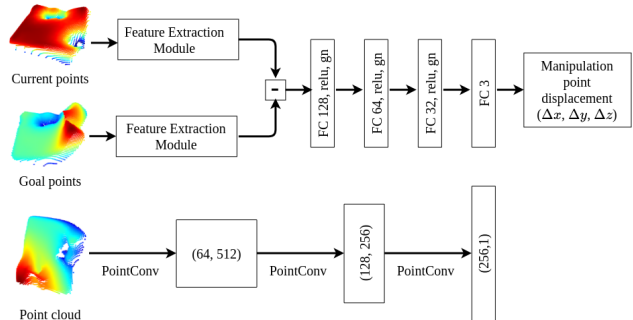 Current points
Feature Extraction
Module
Goal points
Feature Extraction
Module
-
FC 128, relu, gn
FC 64, relu, gn
FC 32, relu, gn
FC 3
Manipulation
point
displacement
(Δx, Δy, Δz)
Point cloud
PointConv
(64, 512)
PointConv
(128, 256)
PointConv
(256,1)